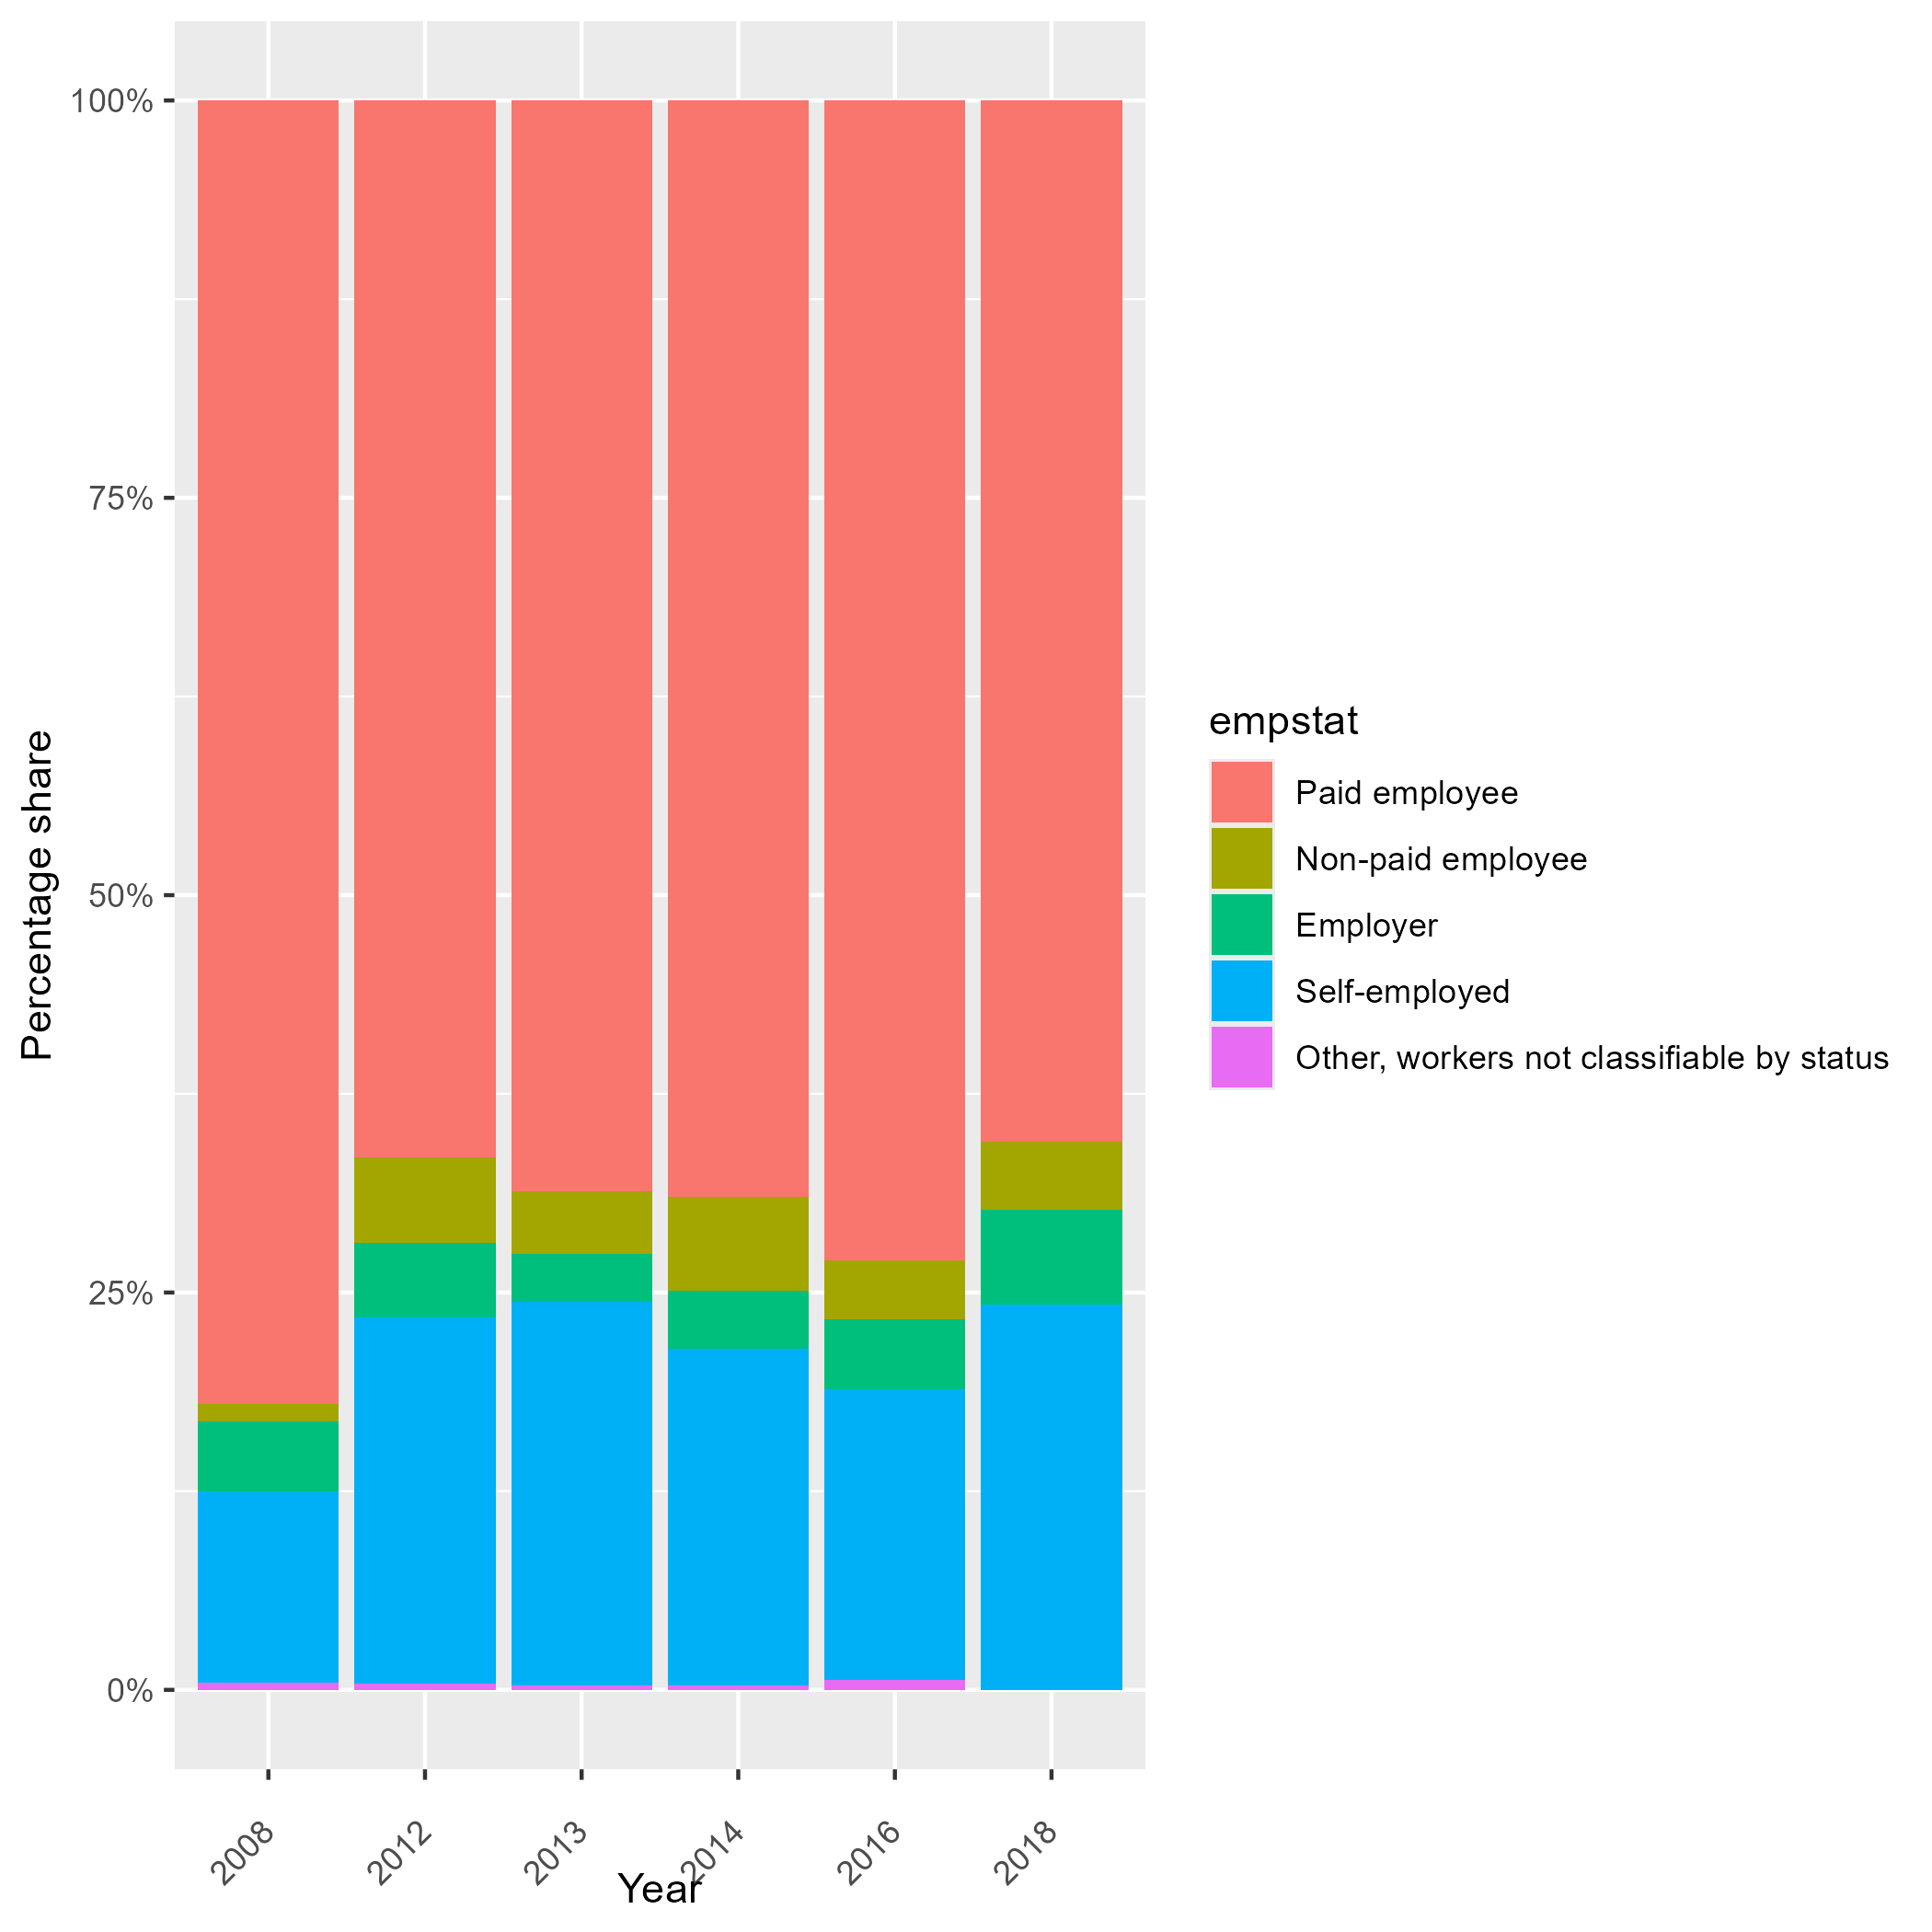 100%
75%
50%
25%
0%
Percentage share
2008
2012
2013
2014
2016
2018
Year
empstat
Paid employee
Non-paid employee
Employer
Self-employed
Other, workers not classifiable by status